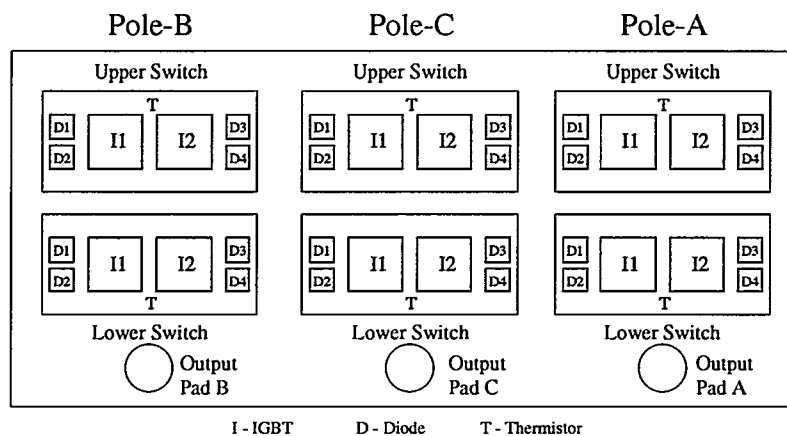 Pole-B Pole-C Pole-A
Upper Switch Upper Switch Upper Switch
T T T
D1 I1 I2 D3 D1 I1 I2 D3 D1 I1 I2 D3
D2 D4 D2 D4 D2 D4
D1 I1 I2 D3 D1 I1 I2 D3 D1 I1 I2 D3
D2 D4 D2 D4 D2 D4
T T T
Lower Switch Lower Switch Lower Switch
Output Output Output
Pad B Pad C Pad A
I - IGBT D - Diode T - Thermistor